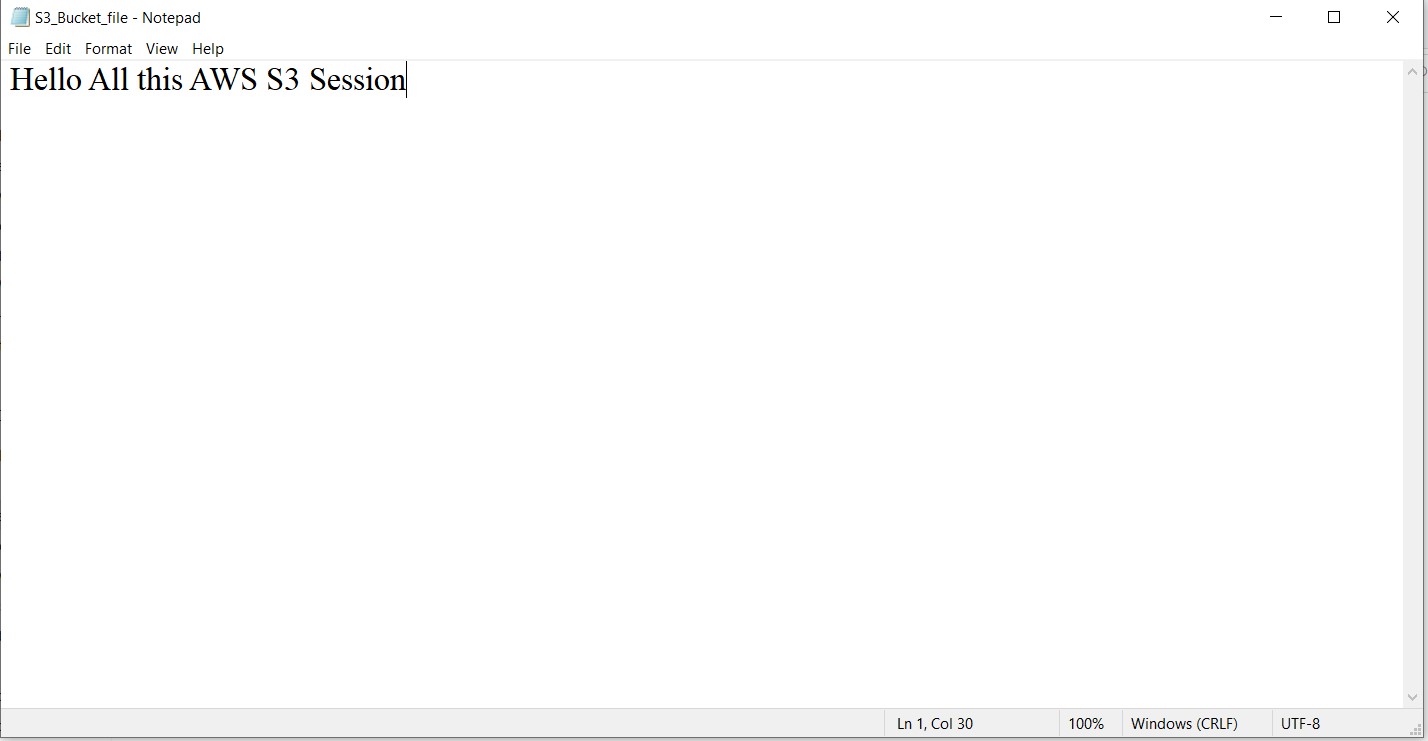 S3_Bucket_file - Notepad
File Edit Format View Help
Hello All this AWS S3 Session
Ln 1, Col 30 100% Windows (CRLF) UTF-8